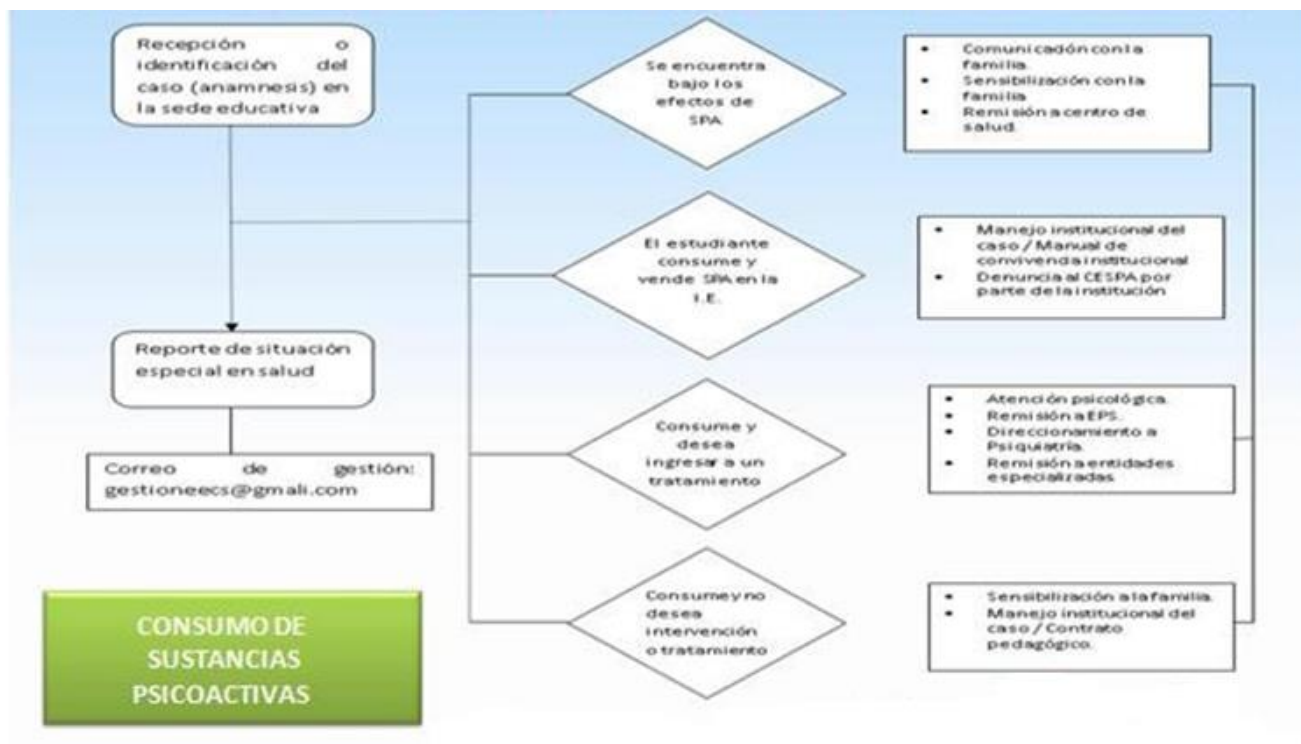 Recepción o
identificación del
caso (anamnesis) en
la sede educativa
Reporte de situación
especial en salud
Correo de gestión:
gestioneecs@gmali.com
CONSUMO DE
SUSTANCIAS
PSICOACTIVAS
Se encuentra
bajo los
efectos de
SPA
El estudiante
consume y
vende SPA en la
I.E.
Consume y
desea
ingresar a un
tratamiento
Consume y no
desea
intervención
o tratamiento
• Comunicación con la
familia.
• Sensibilización con la
familia
• Remisión a centro de
salud.
• Manejo institucional del
caso / Manual de
convivencia institucional
• Denuncia al CESPA por
parte de la institución
• Atención psicológica.
• Remisión a EPS.
• Direccionamiento a
Psiquiatría.
• Remisión a entidades
especializadas
• Sensibilización a la familia.
• Manejo institucional del
caso / Contrato
pedagógico.